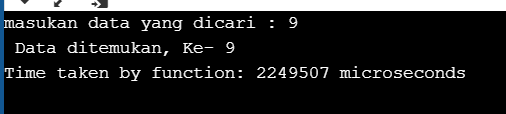 masukan data yang dicari : 9
Data ditemukan, Ke- 9
Time taken by function: 2249507 microseconds